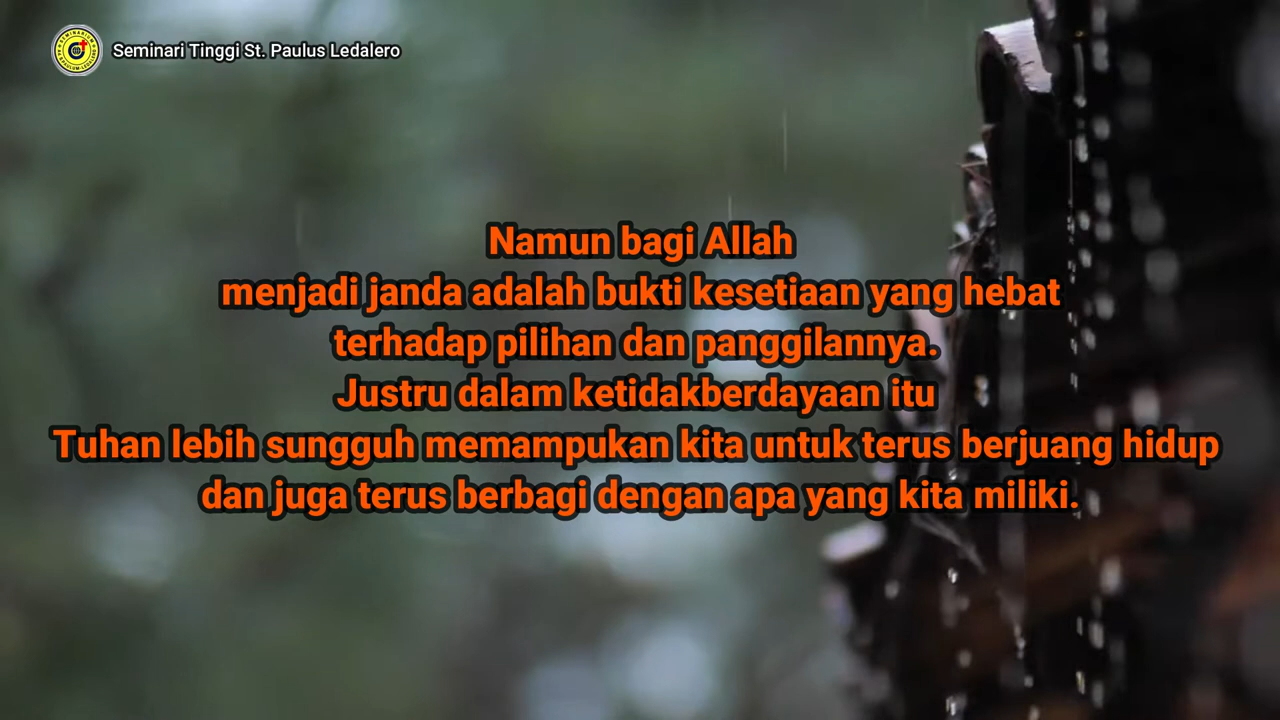 Seminari Tinggi St. Paulus Ledalero
Namun bagi Allah
menjadi janda adalah bukti kesetiaan yang hebat
terhadap pilihan dan panggilannya.
Justru dalam ketidakberdayaan itu
Tuhan lebih sungguh memampukan kita untuk terus berjuang hidup
dan juga terus berbagi dengan apa yang kita miliki.